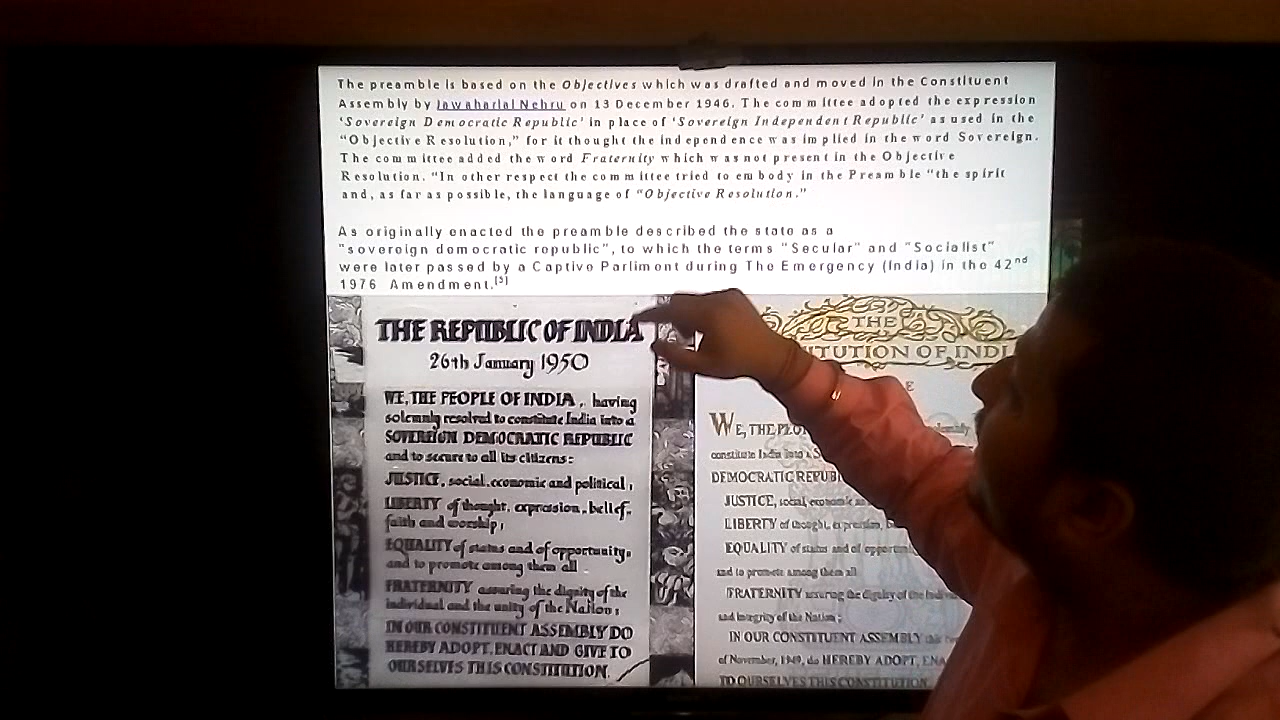 The preamble is based on the Objectives which was drafted and moved in the Constituent
Assembly by Jawaharlal Nehru on 13 December 1946. The committee adopted the expression
‘Sovereign Democratic Republic’ in place of ‘Sovereign Independent Republic’ as used in the
“Objective Resolution,” for it thought the independence was implied in the word Sovereign.
The committee added the word Fraternity which was not present in the Objective
Resolution. “In other respect the committee tried to embody in the Preamble “the spirit
and, as far as possible, the language of “Objective Resolution.”
As originally enacted the preamble described the state as a
"sovereign democratic republic", to which the terms "Secular" and "Socialist"
were later passed by a Captive Parliment during The Emergency (India) in the 42nd
1976 Amendment.[5]
THE REPUBLIC OF INDIA
26th January 1950
WE, THE PEOPLE OF INDIA, having
solemnly resolved to constitute India into a
SOVEREIGN DEMOCRATIC REPUBLIC
and to secure to all its citizens:
JUSTICE, social, economic and political;
LIBERTY of thought, expression, belief,
faith and worship;
EQUALITY of status and of opportunity,
and to promote among them all
FRATERNITY assuring the dignity of the
individual and the unity of the Nation;
IN OUR CONSTITUENT ASSEMBLY DO
HEREBY ADOPT, ENACT AND GIVE TO
OURSELVES THIS CONSTITUTION.
THE
OF INDI
WE, THE
constitute India into a
DEMOCRATIC
JUSTICE, social, economic
LIBERTY of thought, expression,
EQUALITY of status and of
and to promote among them all
FRATERNITY assuring the dignity of the
and integrity of the Nation;
IN OUR CONSTITUENT ASSEMBLY this
of November, 1949, do HEREBY ADOPT,
TO OURSELVES THIS CONSTITUTION.